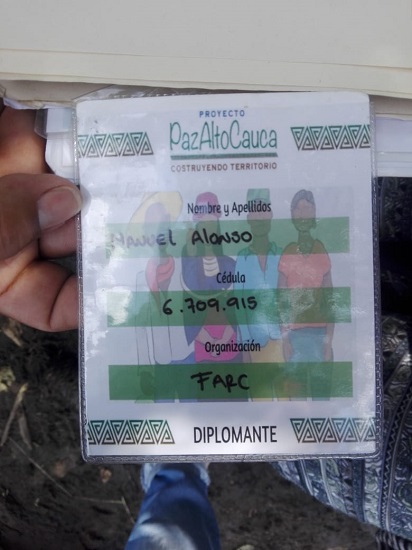 PROYECTO
PazAltoCauca
COSTRUYENDO TERRITORIO
Nombre y Apellidos
MANUEL Alonso
Cédula
6.709.915
Organización
FARC
DIPLOMANTE